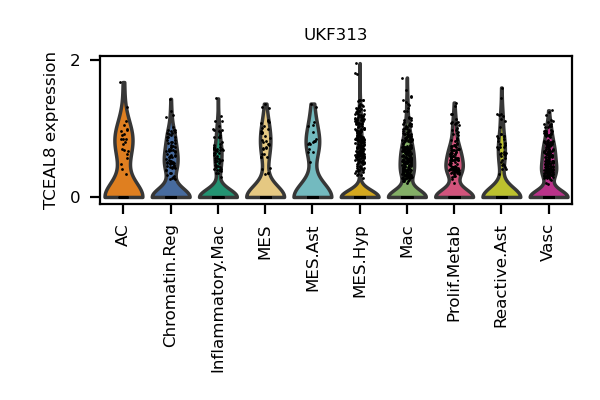 UKF313
TCEAL8 expression
2
0
AC
Chromatin.Reg
Inflammatory.Mac
MES
MES.Ast
MES.Hyp
Mac
Prolif.Metab
Reactive.Ast
Vasc